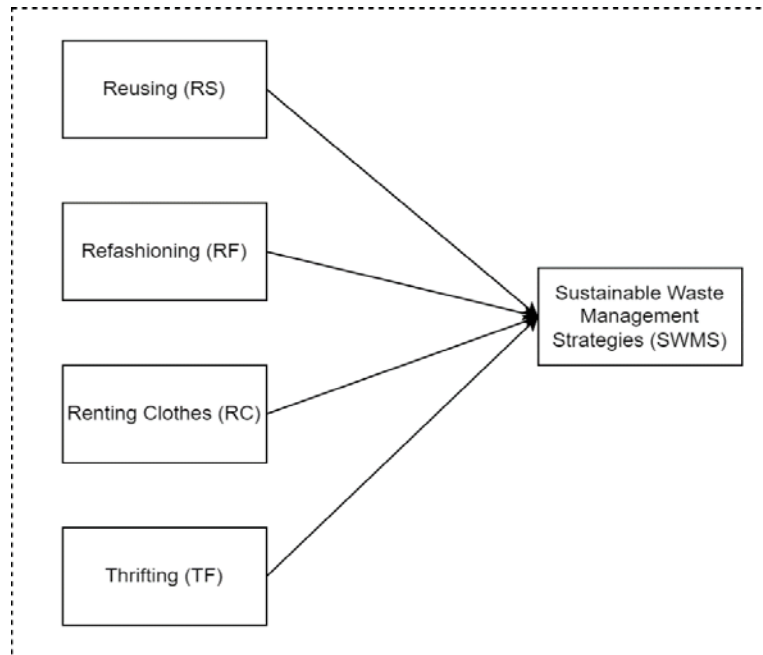 Reusing (RS)
Refashioning (RF)
Renting Clothes (RC)
Thrifting (TF)
Sustainable Waste
Management
Strategies (SWMS)